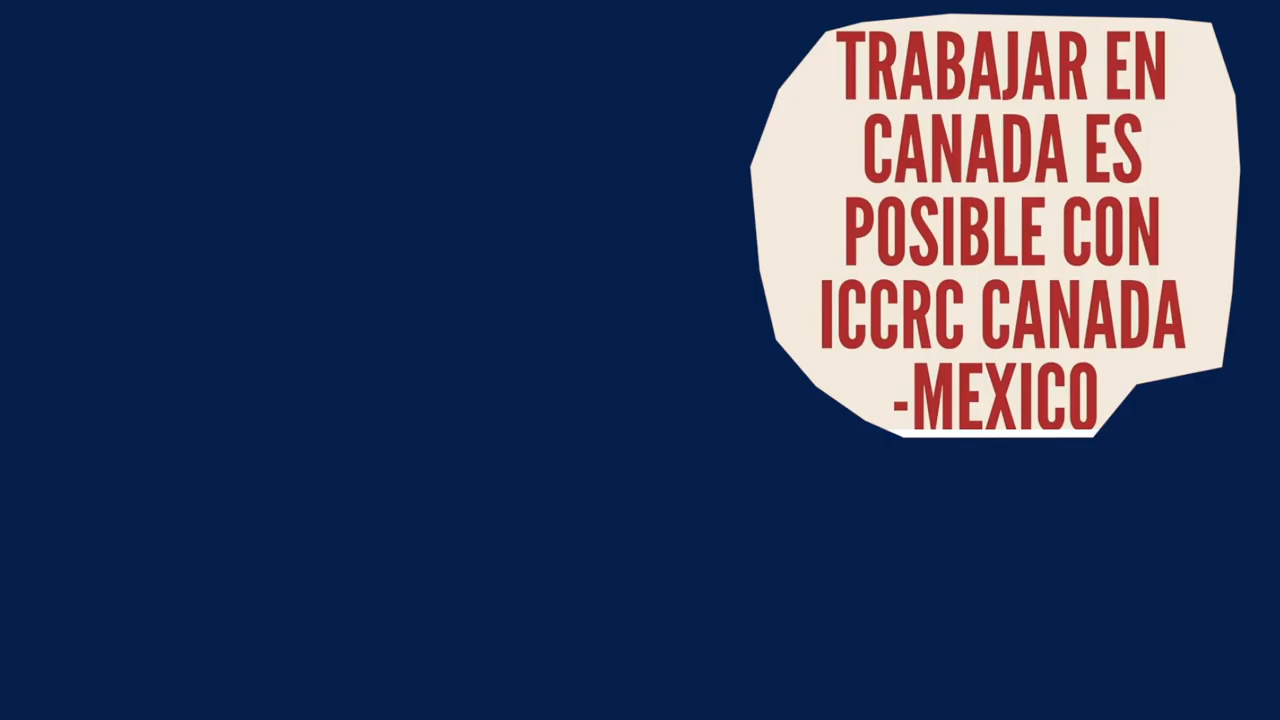 TRABAJAR EN
CANADA ES
POSIBLE CON
ICCRC CANADA
-MEXICO